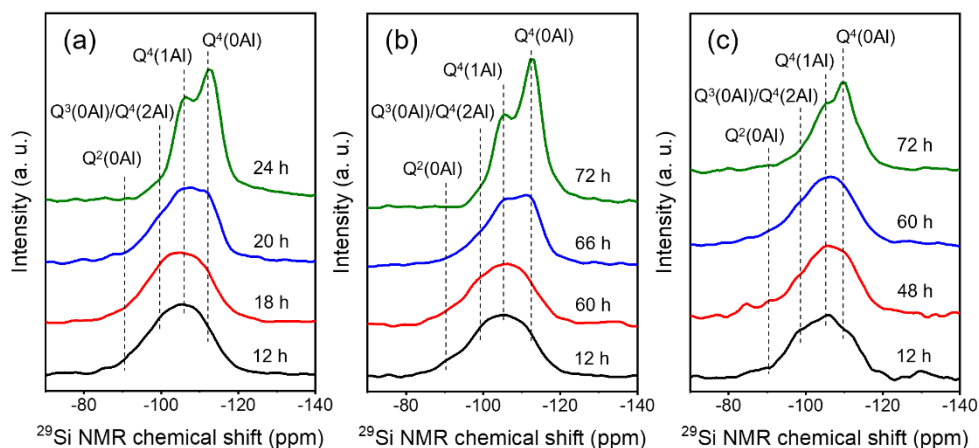 (a)
Q⁴(0Al)
Q⁴(1Al)
Q³(0Al)/Q⁴(2Al)
Q²(0Al)
24 h
20 h
18 h
12 h
Intensity (a. u.)
-80 -100 -120 -140
²⁹Si NMR chemical shift (ppm)
(b)
Q⁴(0Al)
Q⁴(1Al)
Q³(0Al)/Q⁴(2Al)
Q²(0Al)
72 h
66 h
60 h
12 h
Intensity (a. u.)
-80 -100 -120 -140
²⁹Si NMR chemical shift (ppm)
(c)
Q⁴(0Al)
Q⁴(1Al)
Q³(0Al)/Q⁴(2Al)
Q²(0Al)
72 h
60 h
48 h
12 h
Intensity (a. u.)
-80 -100 -120 -140
²⁹Si NMR chemical shift (ppm)